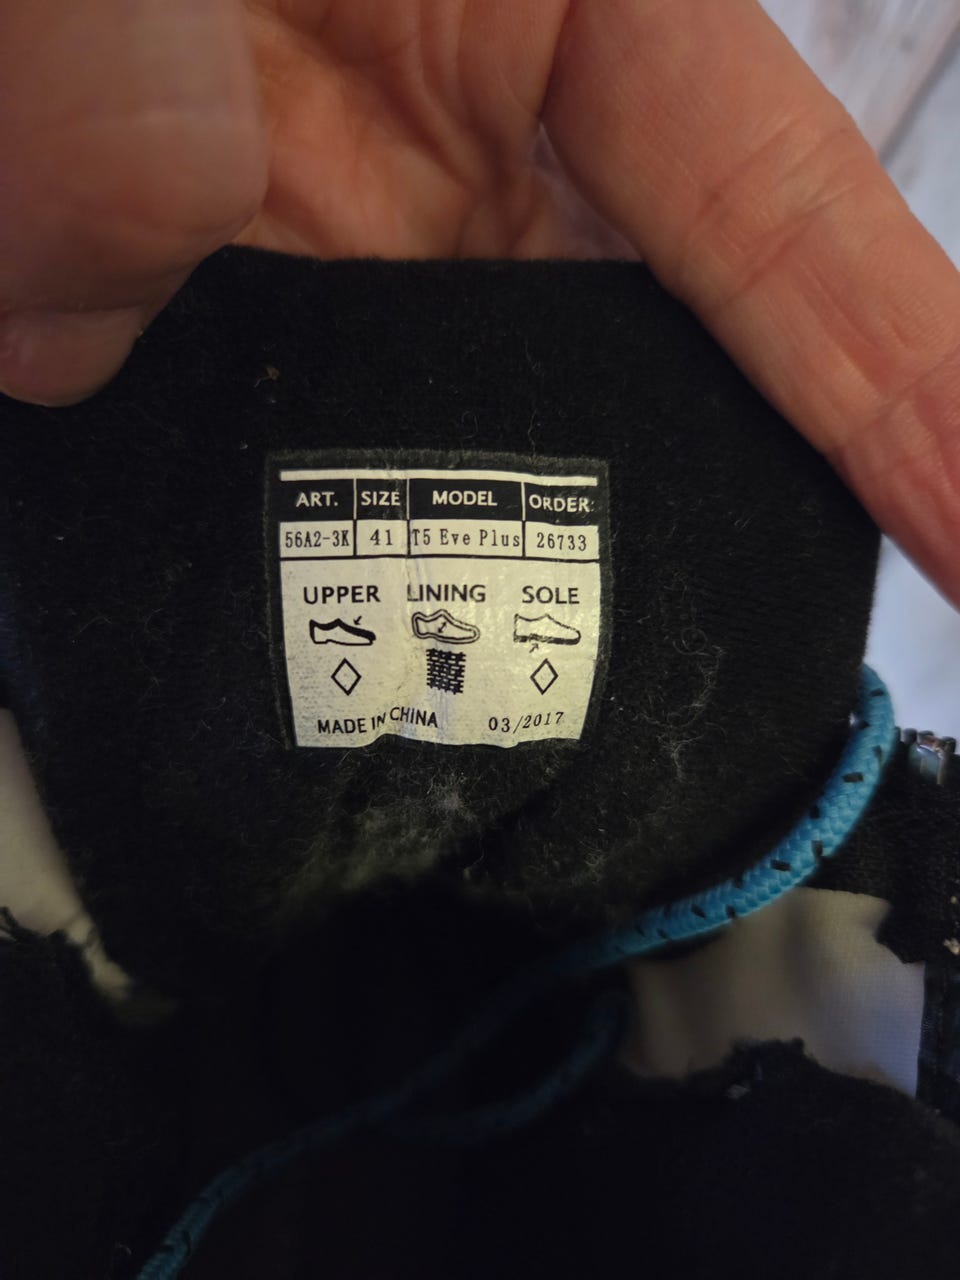 ART. SIZE MODEL ORDER:
56A2-3K 41 T5 Eve Plus 26733
UPPER LINING SOLE
MADE IN CHINA 03/2017